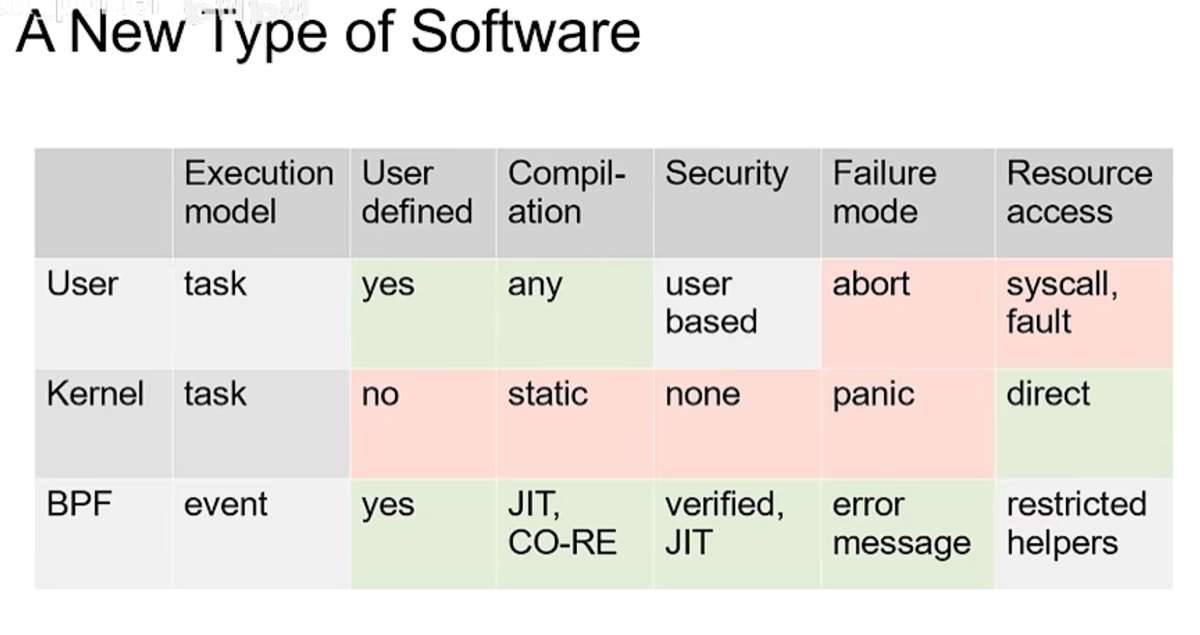 A New Type of Software
Execution model User defined Compil-ation Security Failure mode Resource access
User task yes any user based abort syscall, fault
Kernel task no static none panic direct
BPF event yes JIT, CO-RE verified, JIT error message restricted helpers